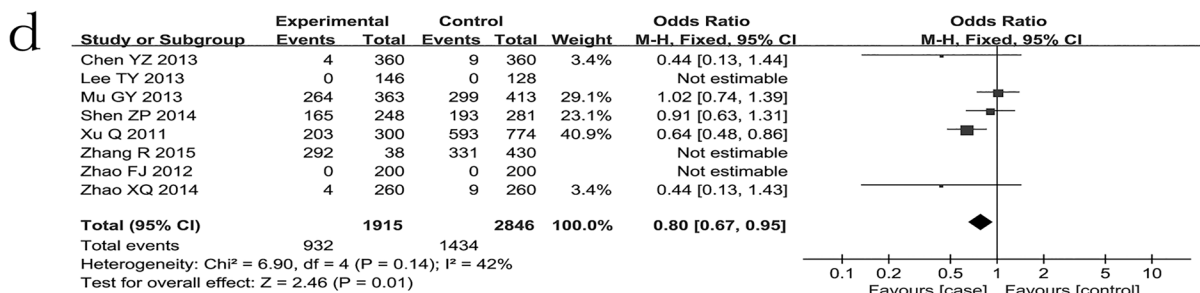 d
Experimental Control Odds Ratio Odds Ratio
Study or Subgroup Events Total Events Total Weight M-H, Fixed, 95% CI M-H, Fixed, 95% CI
Chen YZ 2013 4 360 9 360 3.4% 0.44 [0.13, 1.44]
Lee TY 2013 0 146 0 128 Not estimable
Mu GY 2013 264 363 299 413 29.1% 1.02 [0.74, 1.39]
Shen ZP 2014 165 248 193 281 23.1% 0.91 [0.63, 1.31]
Xu Q 2011 203 300 593 774 40.9% 0.64 [0.48, 0.86]
Zhang R 2015 292 38 331 430 Not estimable
Zhao FJ 2012 0 200 0 200 Not estimable
Zhao XQ 2014 4 260 9 260 3.4% 0.44 [0.13, 1.43]
Total (95% CI) 1915 2846 100.0% 0.80 [0.67, 0.95]
Total events 932 1434
Heterogeneity: Chi² = 6.90, df = 4 (P = 0.14); I² = 42%
Test for overall effect: Z = 2.46 (P = 0.01)
0.1 0.2 0.5 1 2 5 10
Favours [case] Favours [control]